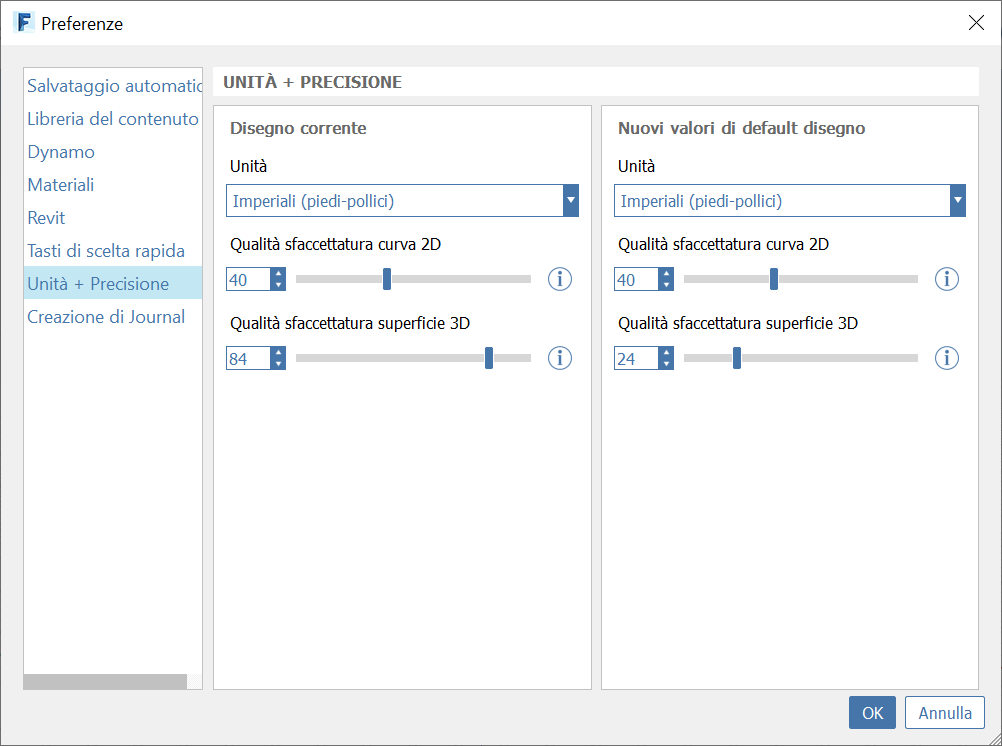 Preferenze
Salvataggio automatic
Libreria del contenuto
Dynamo
Materiali
Revit
Tasti di scelta rapida
Unità + Precisione
Creazione di Journal
UNITÀ + PRECISIONE
Disegno corrente
Unità
Imperiali (piedi-pollici)
Qualità sfaccettatura curva 2D
40
Qualità sfaccettatura superficie 3D
84
Nuovi valori di default disegno
Unità
Imperiali (piedi-pollici)
Qualità sfaccettatura curva 2D
40
Qualità sfaccettatura superficie 3D
24
OK
Annulla